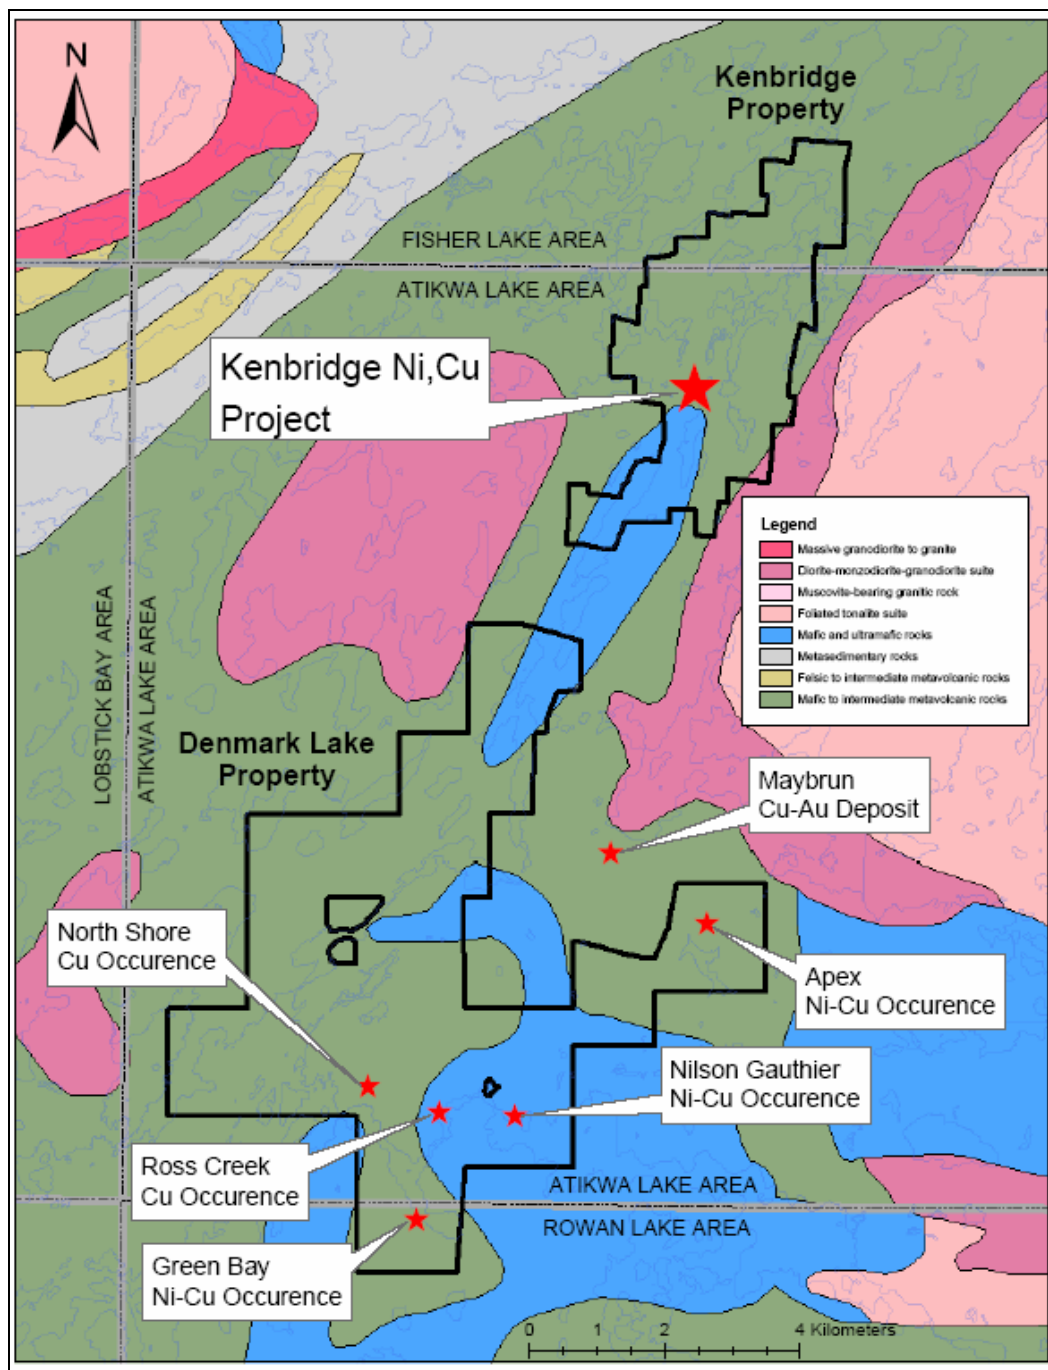 N
Kenbridge
Property
FISHER LAKE AREA
ATIKWA LAKE AREA
Kenbridge Ni,Cu
Project
Legend
Massive granodiorite to granite
Diorite-monzodiorite-granodiorite suite
Muscovite-bearing granitic rock
Foliated tonalite suite
Mafic and ultramafic rocks
Metasedimentary rocks
Felsic to intermediate metavolcanic rocks
Mafic to intermediate metavolcanic rocks
LOBSTICK BAY AREA
ATIKWA LAKE AREA
Denmark Lake
Property
Maybrun
Cu-Au Deposit
North Shore
Cu Occurence
Apex
Ni-Cu Occurence
Nilson Gauthier
Ni-Cu Occurence
Ross Creek
Cu Occurence
ATIKWA LAKE AREA
ROWAN LAKE AREA
Green Bay
Ni-Cu Occurence
0 1 2 4 Kilometers